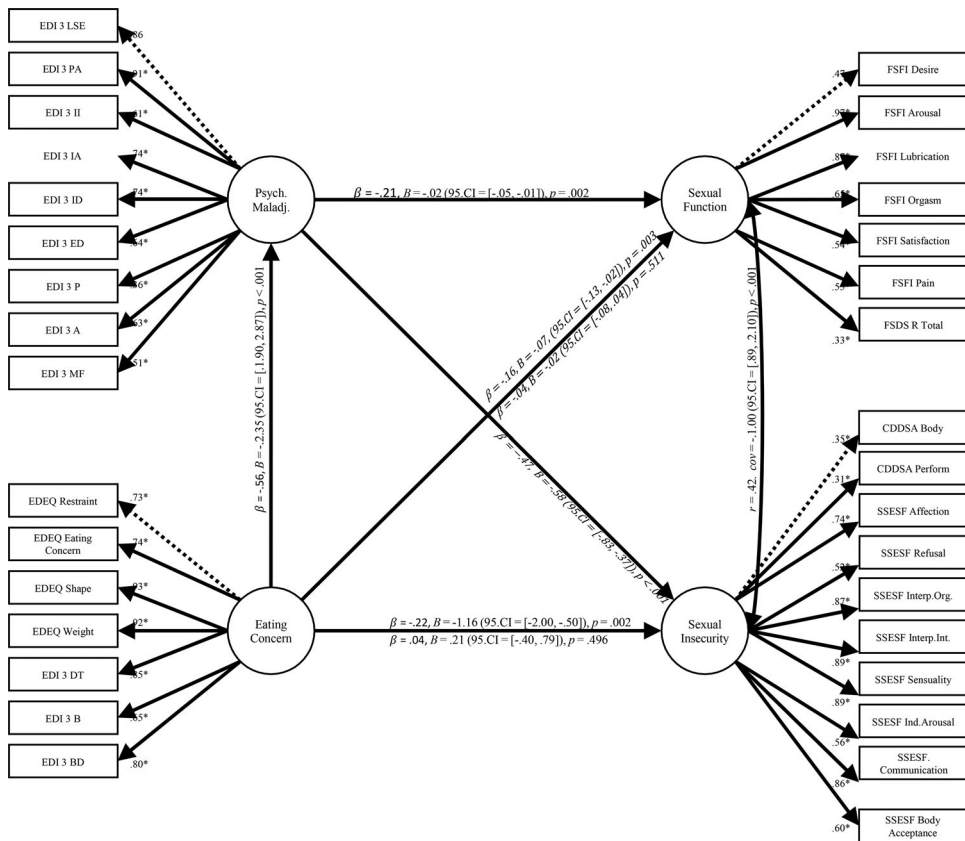 EDI 3 LSE
.86
EDI 3 PA
.91*
EDI 3 II
.61*
EDI 3 IA
.74*
EDI 3 ID
.74*
EDI 3 ED
.64*
EDI 3 P
.36*
EDI 3 A
.63*
EDI 3 MF
.51*
Psych.
Maladj.
β = -.21, B = -.02 (95.CI = [-.05, -.01]), p = .002
Sexual
Function
FSFI Desire
.47
FSFI Arousal
.97*
FSFI Lubrication
FSFI Orgasm
FSFI Satisfaction
.54*
FSFI Pain
FSDS R Total
.33*
β = -.56, B = -.2.35 (95.CI = [.1.90, 2.87]), p < .001
β = -.16, B = -.07, (95.CI = [-.13, -.02]), p = .003
β = -.04, B = -.02 (95.CI = [-.08, .04]), p = .511
β = -.47, B = -.58 (95.CI = [-.83, -.37]), p < .001
r = .42. cov = -1.00 (95.CI = [.89, .2.10]), p < .001
EDEQ Restraint
.73*
EDEQ Eating
Concern
.74*
EDEQ Shape
.93*
EDEQ Weight
.92*
EDI 3 DT
.85*
EDI 3 B
.65*
EDI 3 BD
.80*
Eating
Concern
β = -.22, B = -1.16 (95.CI = [-2.00, -.50]), p = .002
β = .04, B = .21 (95.CI = [-.40, .79]), p = .496
Sexual
Insecurity
CDDSA Body
.35*
CDDSA Perform
.31*
SSESF Affection
.74*
SSESF Refusal
.52*
SSESF Interp.Org.
.87*
SSESF Interp.Int.
.89*
SSESF Sensuality
.89*
SSESF Ind.Arousal
.56*
SSESF.
Communication
.86*
SSESF Body
Acceptance
.60*